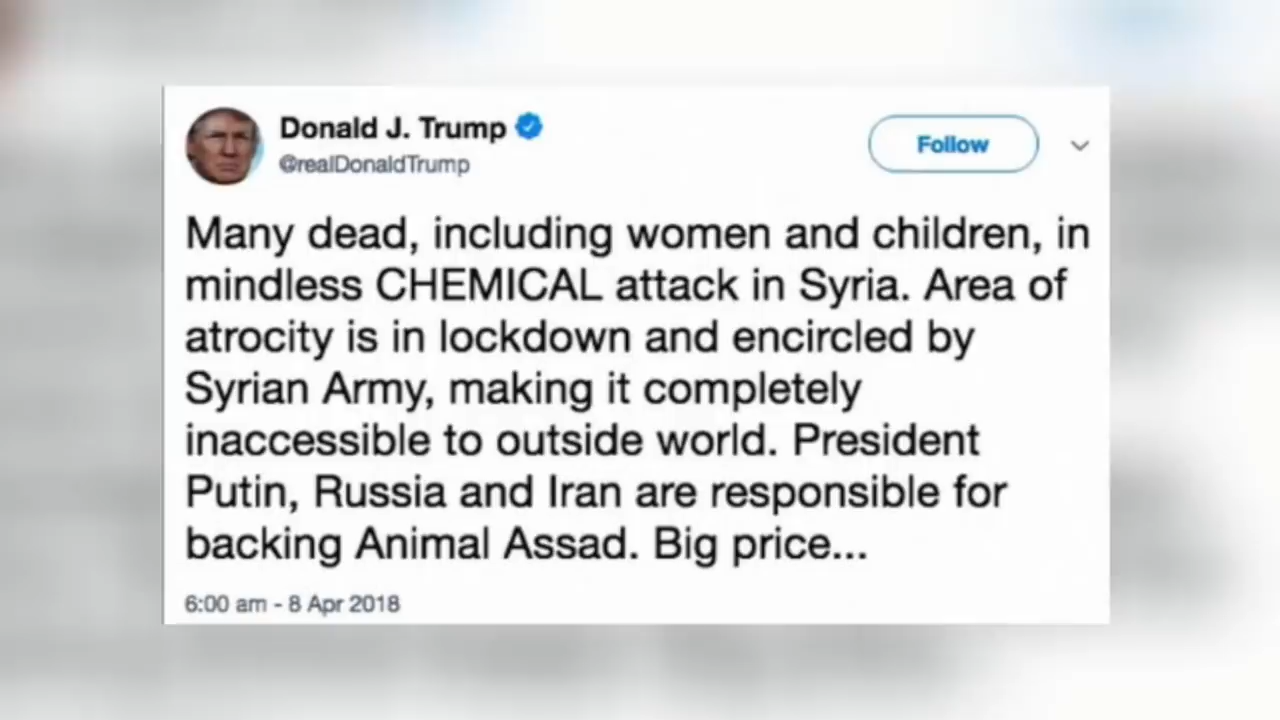 Donald J. Trump
@realDonaldTrump
Follow
Many dead, including women and children, in
mindless CHEMICAL attack in Syria. Area of
atrocity is in lockdown and encircled by
Syrian Army, making it completely
inaccessible to outside world. President
Putin, Russia and Iran are responsible for
backing Animal Assad. Big price...
6:00 am - 8 Apr 2018